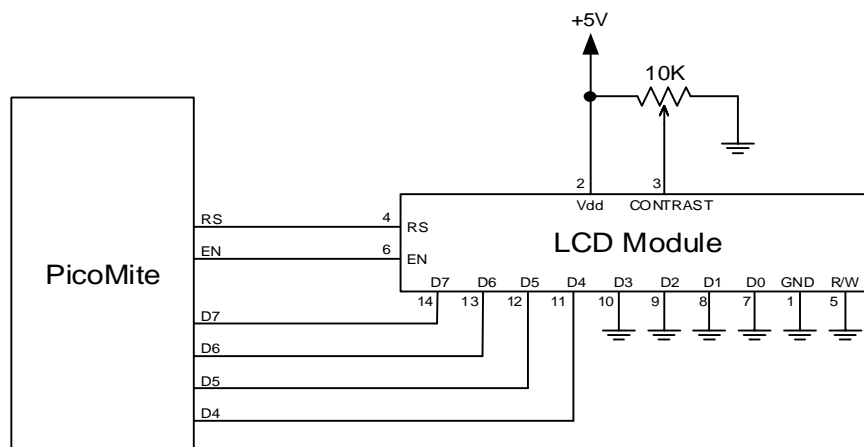 +5V
10K
2 3
Vdd CONTRAST
RS 4 RS
LCD Module
EN 6 EN
PicoMite
D7 D6 D5 D4 D3 D2 D1 D0 GND R/W
14 13 12 11 10 9 8 7 1 5
D7
D6
D5
D4